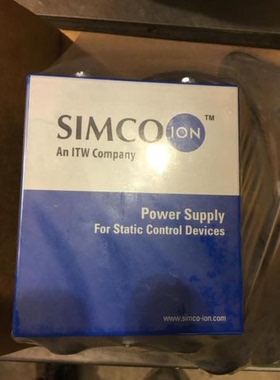 SIMCO ION ™
An ITW Company
Power Supply
For Static Control Devices
www.simco-ion.com